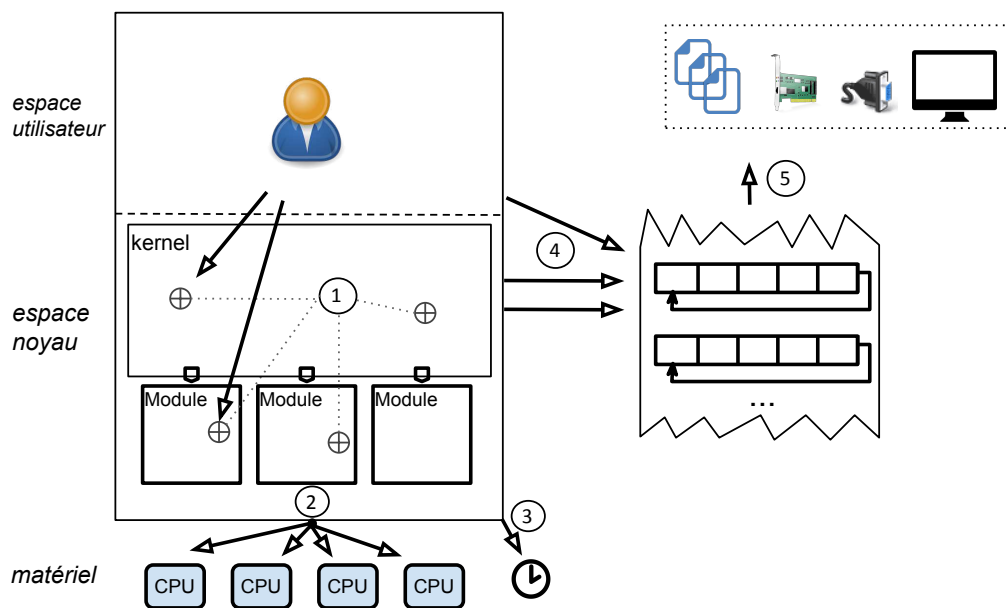 espace
utilisateur
kernel
1
espace
noyau
Module
Module
Module
2
3
matériel
CPU
CPU
CPU
CPU
4
5
...